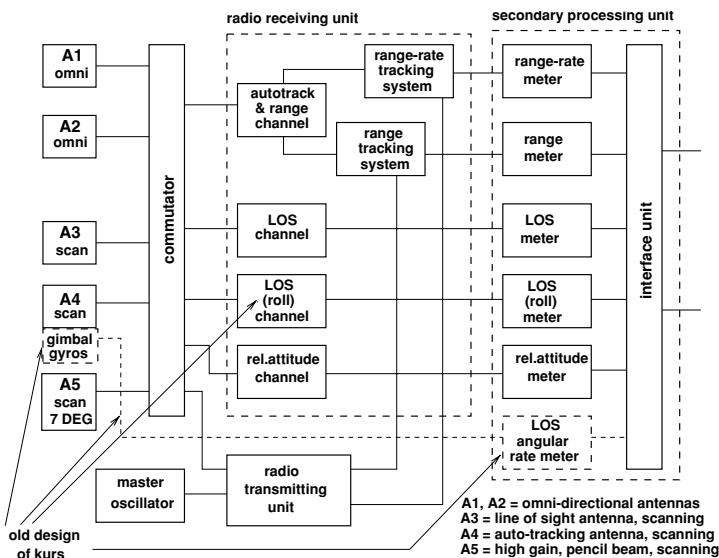 radio receiving unit
secondary processing unit
A1
omni
A2
omni
A3
scan
A4
scan
gimbal
gyros
A5
scan
7 DEG
commutator
autotrack
& range
channel
range-rate
tracking
system
range
tracking
system
LOS
channel
LOS
(roll)
channel
rel.attitude
channel
range-rate
meter
range
meter
LOS
meter
LOS
(roll)
meter
rel.attitude
meter
LOS
angular
rate meter
interface unit
master
oscillator
radio
transmitting
unit
old design
of kurs
A1, A2 = omni-directional antennas
A3 = line of sight antenna, scanning
A4 = auto-tracking antenna, scanning
A5 = high gain, pencil beam, scanning